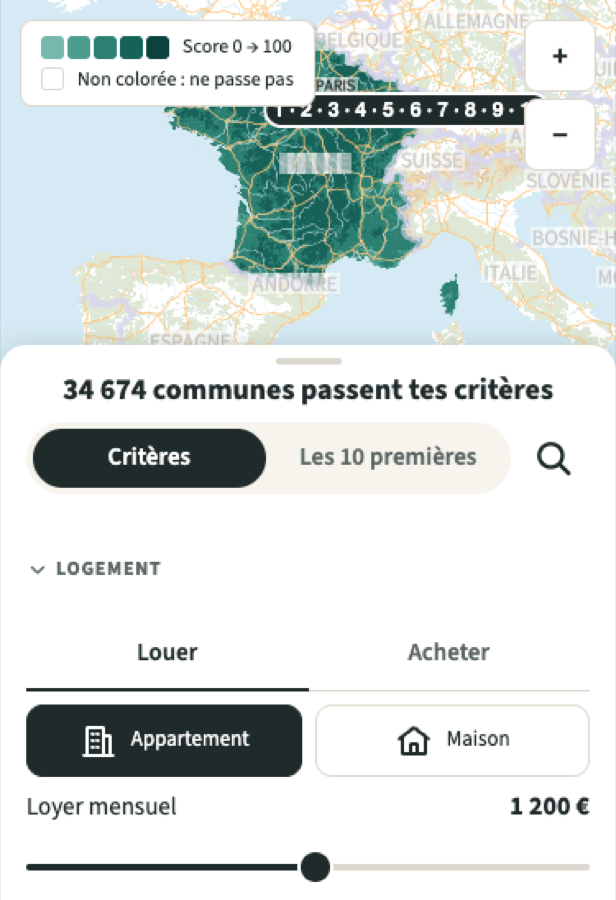 Score 0 → 100
Non colorée : ne passe pas
+
−
ALLEMAGNE
BELGIQUE
PARIS
1 · 2 · 3 · 4 · 5 · 6 · 7 · 8 · 9 · 1
SUISSE
SLOVÉNIE
BOSNIE-H
ITALIE
ANDORRE
ESPAGNE
34 674 communes passent tes critères
Critères
Les 10 premières
LOGEMENT
Louer
Acheter
Appartement
Maison
Loyer mensuel
1 200 €